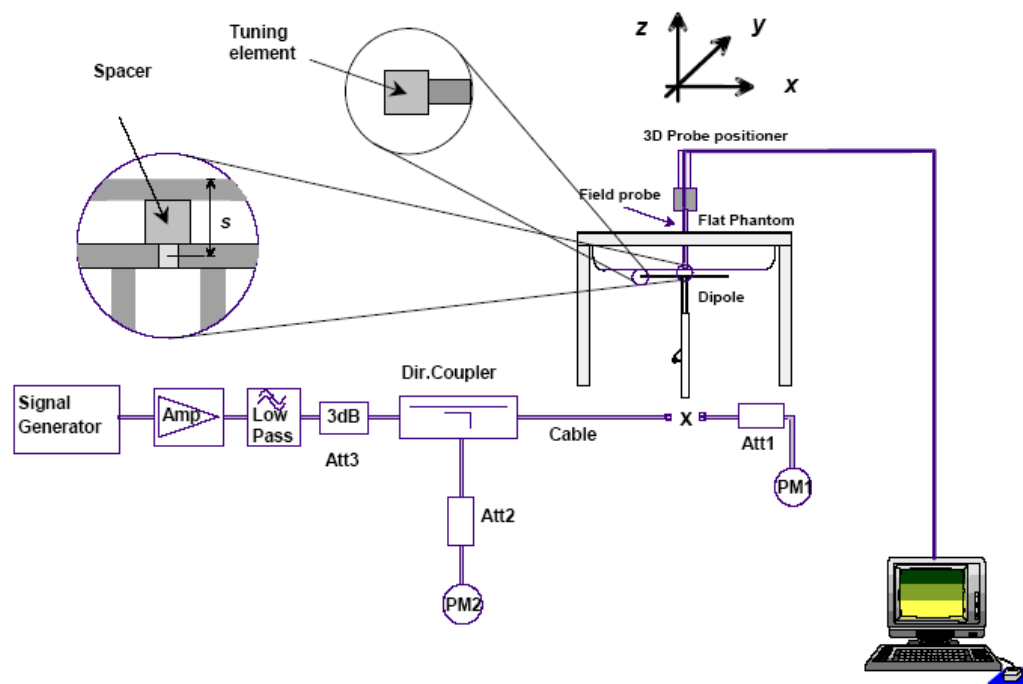 Tuning
element
Spacer
z
y
x
3D Probe positioner
Field probe
Flat Phantom
s
Dipole
Dir.Coupler
Signal
Generator
Amp
Low
Pass
3dB
Att3
Cable
X
Att1
PM1
Att2
PM2